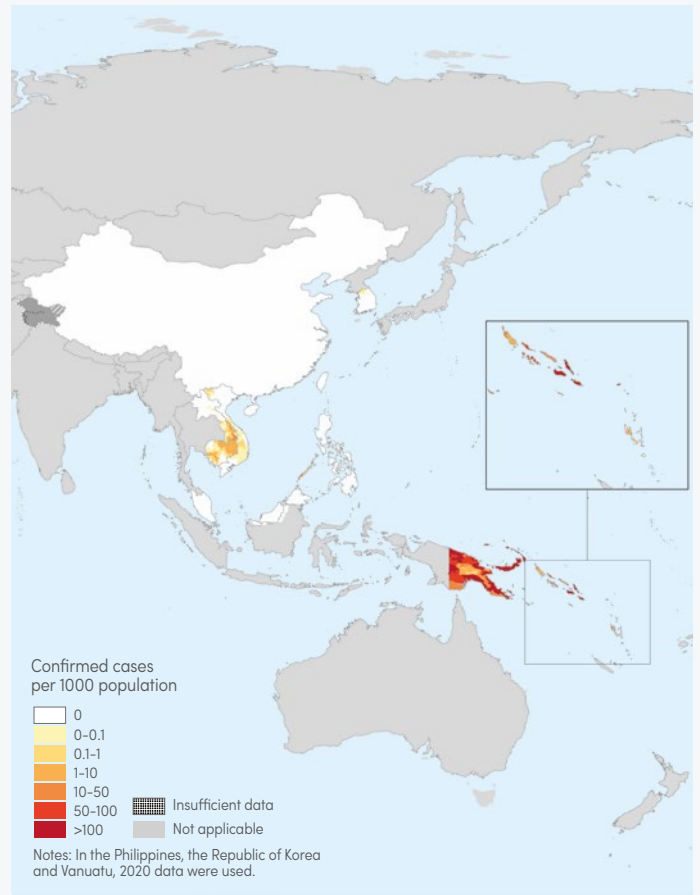 Confirmed cases
per 1000 population
0
0-0.1
0.1-1
1-10
10-50
50-100
>100
Insufficient data
Not applicable
Notes: In the Philippines, the Republic of Korea
and Vanuatu, 2020 data were used.